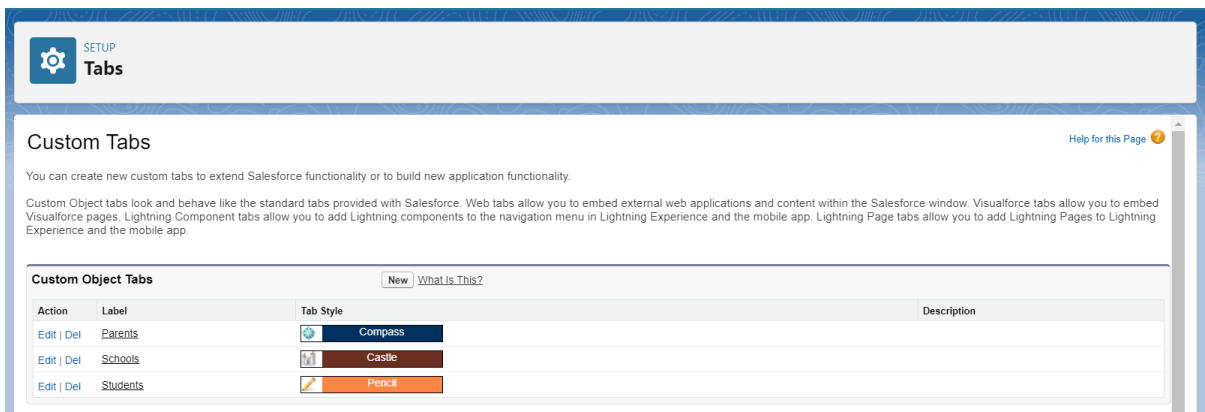 SETUP
Tabs
Custom Tabs
Help for this Page
You can create new custom tabs to extend Salesforce functionality or to build new application functionality.
Custom Object tabs look and behave like the standard tabs provided with Salesforce. Web tabs allow you to embed external web applications and content within the Salesforce window. Visualforce tabs allow you to embed
Visualforce pages. Lightning Component tabs allow you to add Lightning components to the navigation menu in Lightning Experience and the mobile app. Lightning Page tabs allow you to add Lightning Pages to Lightning
Experience and the mobile app.
Custom Object Tabs New What Is This?
Action Label Tab Style Description
Edit | Del Parents Compass
Edit | Del Schools Castle
Edit | Del Students Pencil